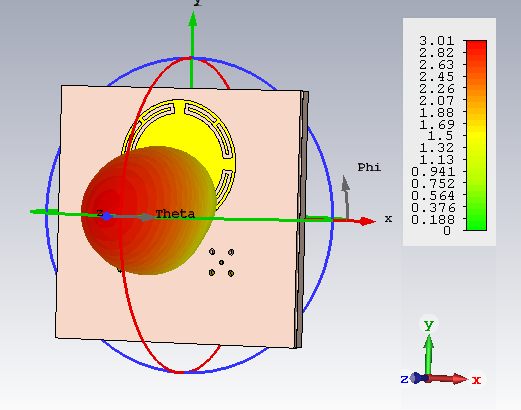 y
3.01
2.82
2.63
2.45
2.26
2.07
1.88
1.69
1.5
1.32
1.13
0.941
0.752
0.564
0.376
0.188
0
Phi
z
Theta
x
y
z
x